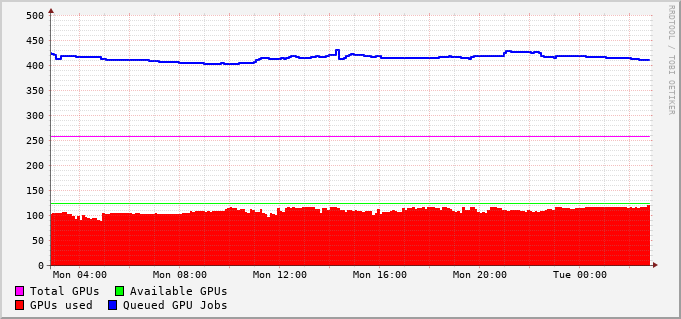 500
450
400
350
300
250
200
150
100
50
0
Mon 04:00 Mon 08:00 Mon 12:00 Mon 16:00 Mon 20:00 Tue 00:00
Total GPUs Available GPUs
GPUs used Queued GPU Jobs
RRDTOOL / TOBI OETIKER